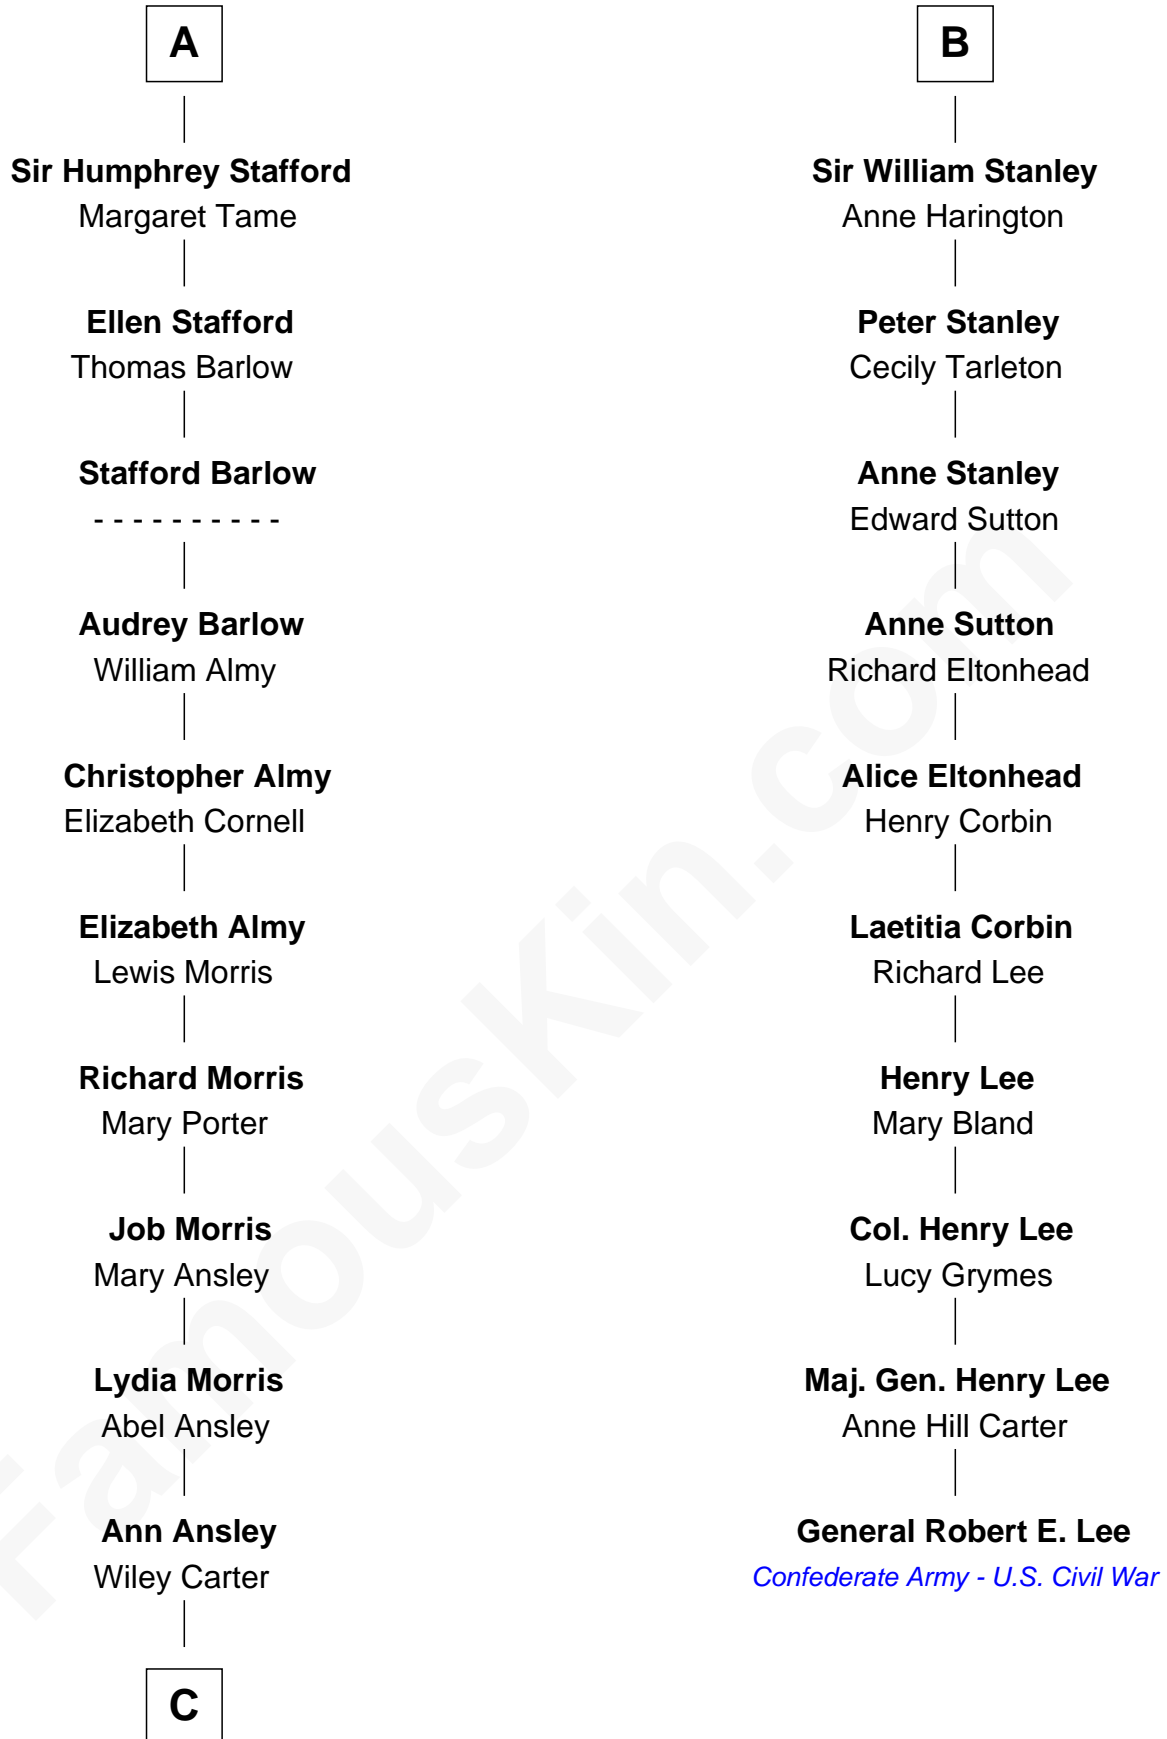 A
Sir Humphrey Stafford
Margaret Tame
Ellen Stafford
Thomas Barlow
Stafford Barlow
- - - - - - - - - -
Audrey Barlow
William Almy
Christopher Almy
Elizabeth Cornell
Elizabeth Almy
Lewis Morris
Richard Morris
Mary Porter
Job Morris
Mary Ansley
Lydia Morris
Abel Ansley
Ann Ansley
Wiley Carter
C
B
Sir William Stanley
Anne Harington
Peter Stanley
Cecily Tarleton
Anne Stanley
Edward Sutton
Anne Sutton
Richard Eltonhead
Alice Eltonhead
Henry Corbin
Laetitia Corbin
Richard Lee
Henry Lee
Mary Bland
Col. Henry Lee
Lucy Grymes
Maj. Gen. Henry Lee
Anne Hill Carter
General Robert E. Lee
Confederate Army - U.S. Civil War
FamousKin.com